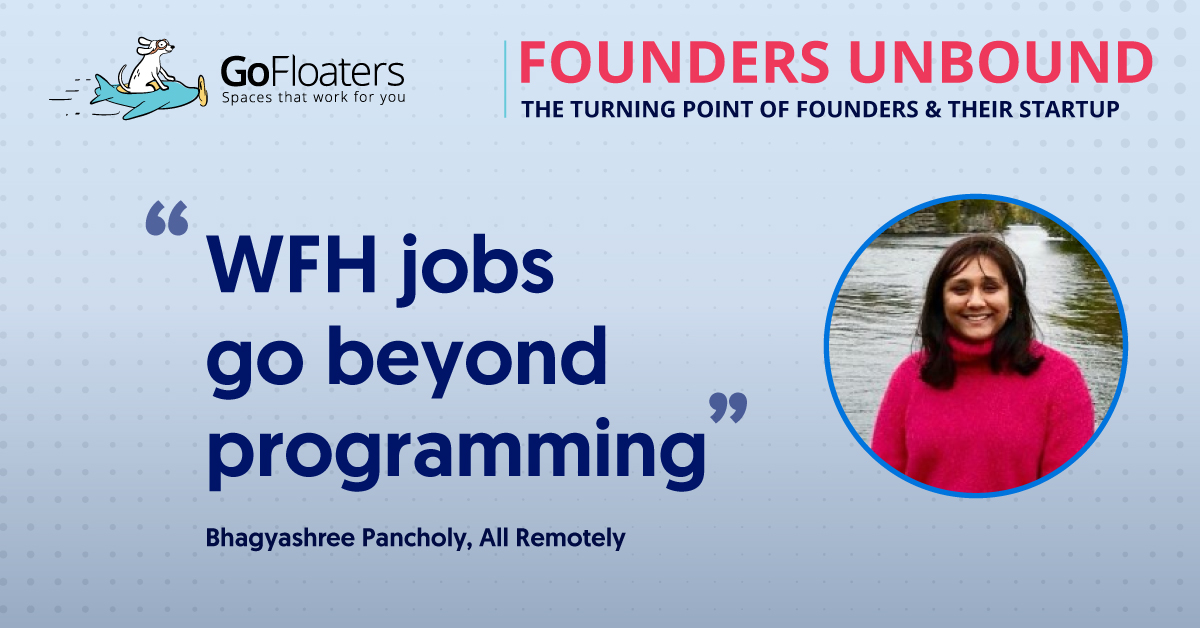 GoFloaters
Spaces that work for you
FOUNDERS UNBOUND
THE TURNING POINT OF FOUNDERS & THEIR STARTUP
“WFH jobs
go beyond
programming”
Bhagyashree Pancholy, All Remotely